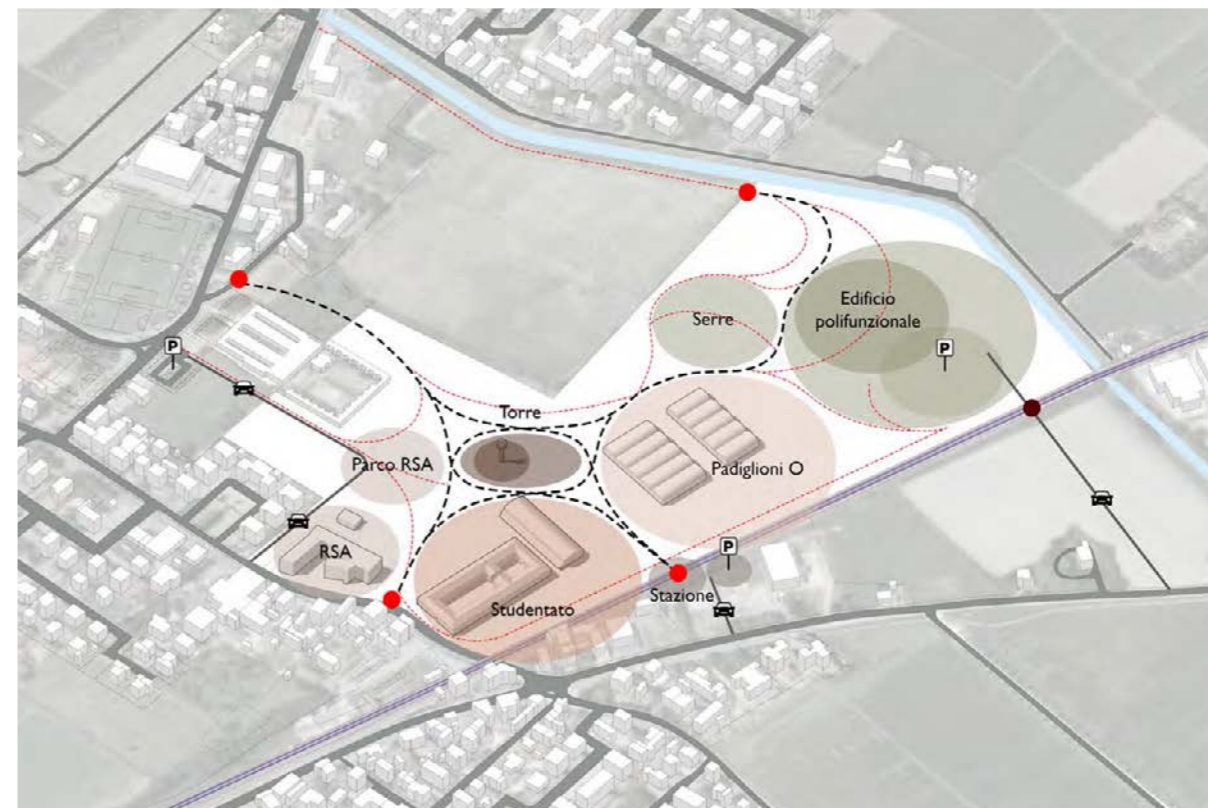 Edificio
polifunzionale
Serre
P
P
Torre
Parco RSA
Padiglioni O
RSA
P
Studentato
Stazione